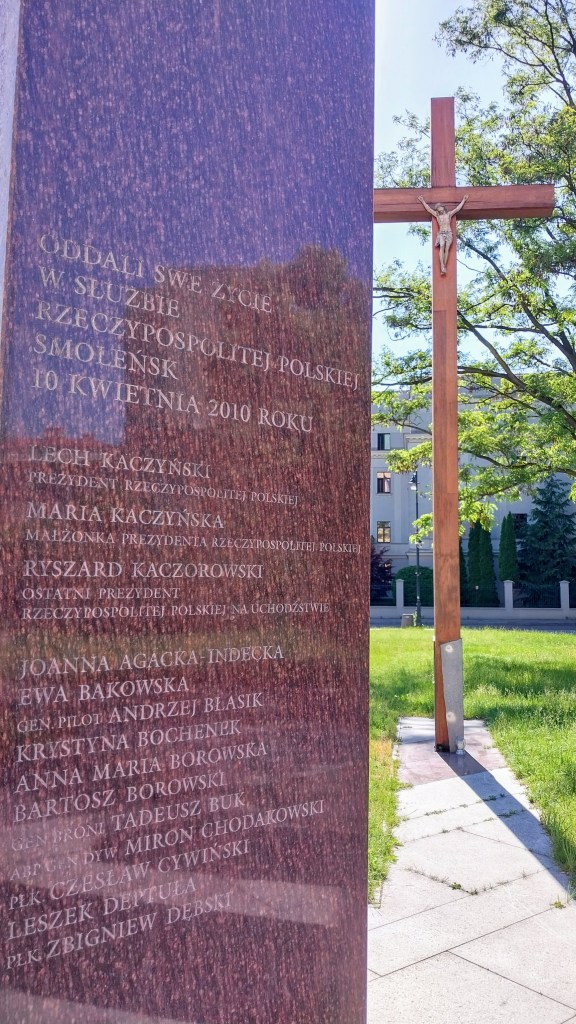 ODDALI SWE ŻYCIE
W SŁUŻBIE
RZECZYPOSPOLITEJ POLSKIEJ
SMOLEŃSK
10 KWIETNIA 2010 ROKU
LECH KACZYŃSKI
PREZYDENT RZECZYPOSPOLITEJ POLSKIEJ
MARIA KACZYŃSKA
MAŁŻONKA PREZYDENTA RZECZYPOSPOLITEJ POLSKIEJ
RYSZARD KACZOROWSKI
OSTATNI PREZYDENT
RZECZYPOSPOLITEJ POLSKIEJ NA UCHODŹSTWIE
JOANNA AGACKA-INDECKA
EWA BĄKOWSKA
GEN. PILOT ANDRZEJ BŁASIK
KRYSTYNA BOCHENEK
ANNA MARIA BOROWSKA
BARTOSZ BOROWSKI
GEN. BRONI TADEUSZ BUK
ABP GEN. DYW. MIRON CHODAKOWSKI
PŁK. CZESŁAW CYWIŃSKI
LESZEK DEPTUŁA
PŁK. ZBIGNIEW DĘBSKI